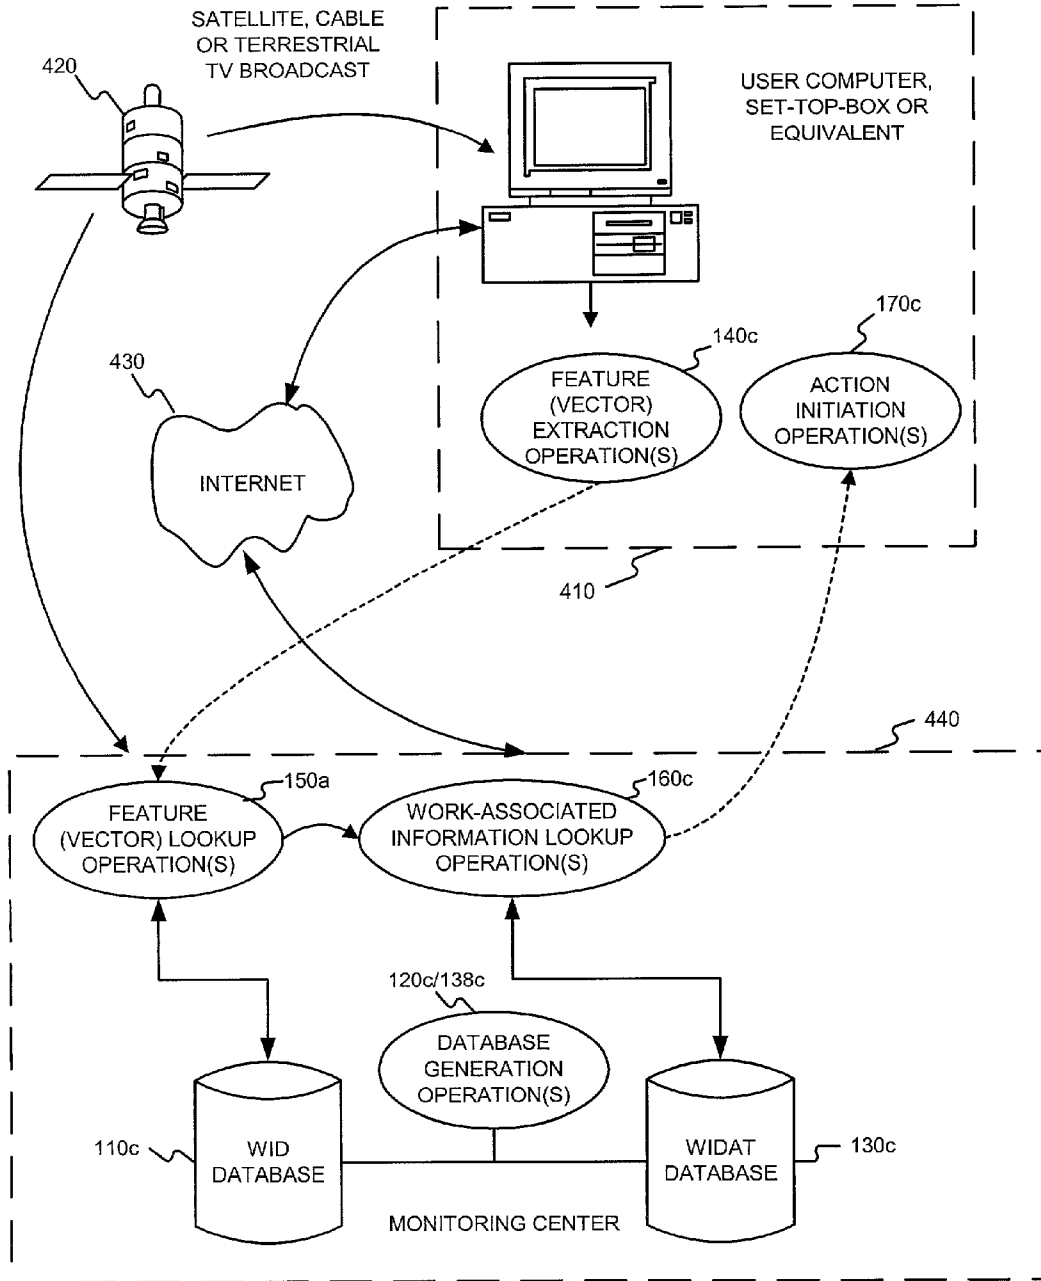 SATELLITE, CABLE
OR TERRESTRIAL
TV BROADCAST
420
USER COMPUTER,
SET-TOP-BOX OR
EQUIVALENT
170c
140c
430
FEATURE
(VECTOR)
EXTRACTION
OPERATION(S)
ACTION
INITIATION
OPERATION(S)
INTERNET
410
440
150a
160c
FEATURE
(VECTOR) LOOKUP
OPERATION(S)
WORK-ASSOCIATED
INFORMATION LOOKUP
OPERATION(S)
120c/138c
DATABASE
GENERATION
OPERATION(S)
110c
WID
DATABASE
WIDAT
DATABASE
130c
MONITORING CENTER